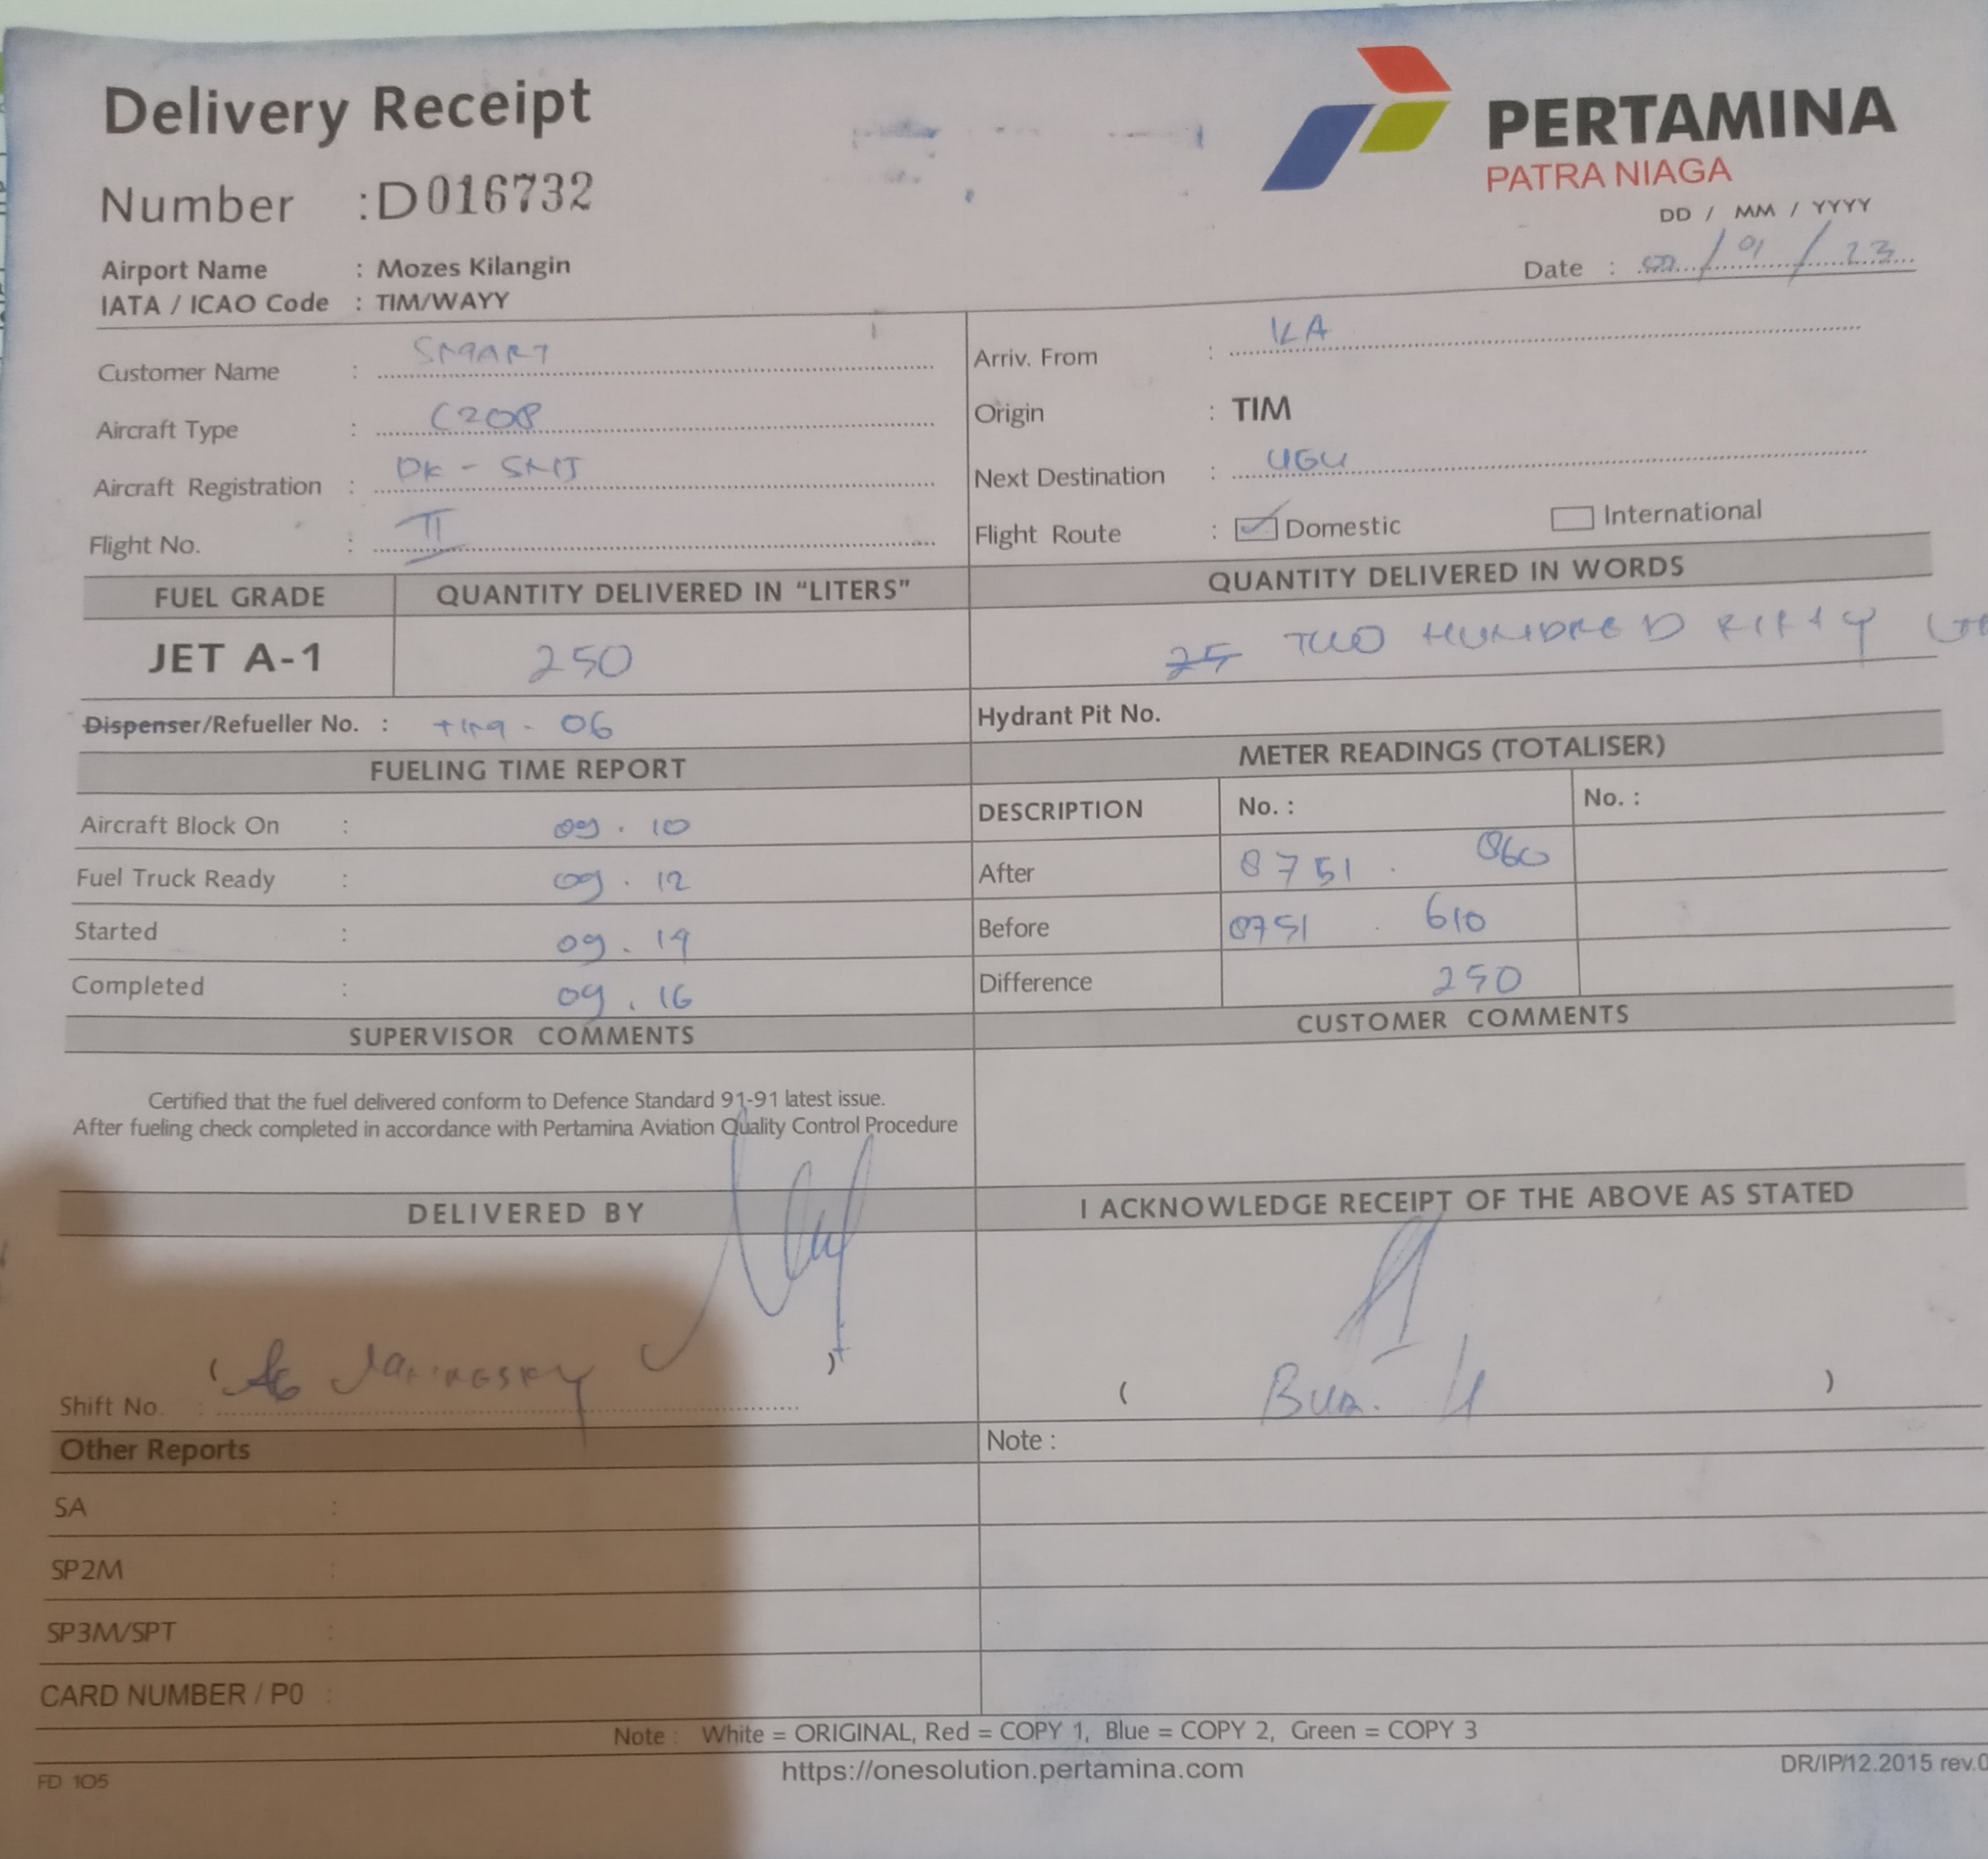 Delivery Receipt
PERTAMINA
PATRA NIAGA
Number : D016732
DD / MM / YYYY
Airport Name : Mozes Kilangin
Date : / 01 / 23
IATA / ICAO Code : TIM/WAYY
Customer Name : SMART
Arriv. From : ILA
Aircraft Type : C208
Origin : TIM
Aircraft Registration : PK - SMJ
Next Destination : UGU
Flight No. : II
Flight Route : Domestic International
FUEL GRADE QUANTITY DELIVERED IN "LITERS" QUANTITY DELIVERED IN WORDS
JET A-1 250 25 TWO HUNDRED FIFTY
Dispenser/Refueller No. : - 06
Hydrant Pit No.
FUELING TIME REPORT METER READINGS (TOTALISER)
Aircraft Block On : 09 . 10
DESCRIPTION No. : No. :
Fuel Truck Ready : 09 . 12
After 8751 . 860
Started : 09 . 14
Before 8751 . 610
Completed : 09 . 16
Difference 250
SUPERVISOR COMMENTS CUSTOMER COMMENTS
Certified that the fuel delivered conform to Defence Standard 91-91 latest issue.
After fueling check completed in accordance with Pertamina Aviation Quality Control Procedure
DELIVERED BY I ACKNOWLEDGE RECEIPT OF THE ABOVE AS STATED
( )
Shift No. :
( )
Other Reports Note :
SA :
SP2M :
SP3M/SPT :
CARD NUMBER / P0 :
Note : White = ORIGINAL, Red = COPY 1, Blue = COPY 2, Green = COPY 3
FD 105 https://onesolution.pertamina.com DR/IP/12.2015 rev.0